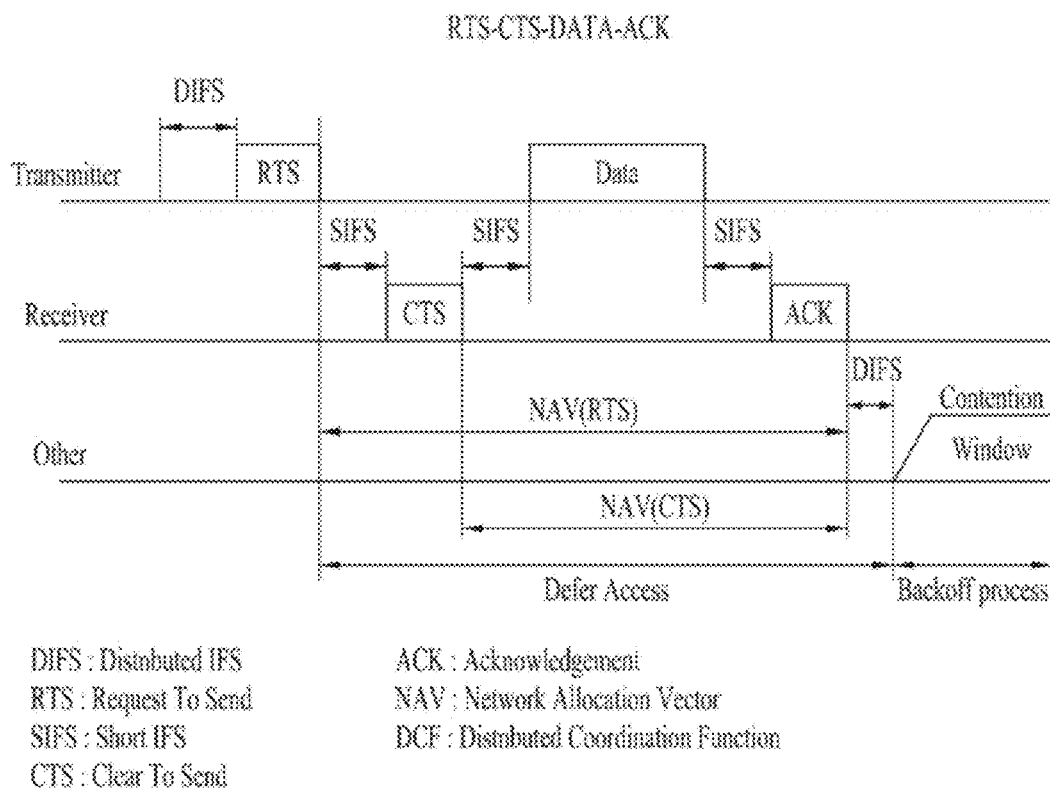 RTS-CTS-DATA-ACK
DIFS
Transmitter
RTS
Data
SIFS
SIFS
SIFS
Receiver
CTS
ACK
DIFS
NAV(RTS)
Contention
Other
Window
NAV(CTS)
Defer Access
Backoff process
DIFS : Distributed IFS
RTS : Request To Send
SIFS : Short IFS
CTS : Clear To Send
ACK : Acknowledgement
NAV : Network Allocation Vector
DCF : Distributed Coordination Function